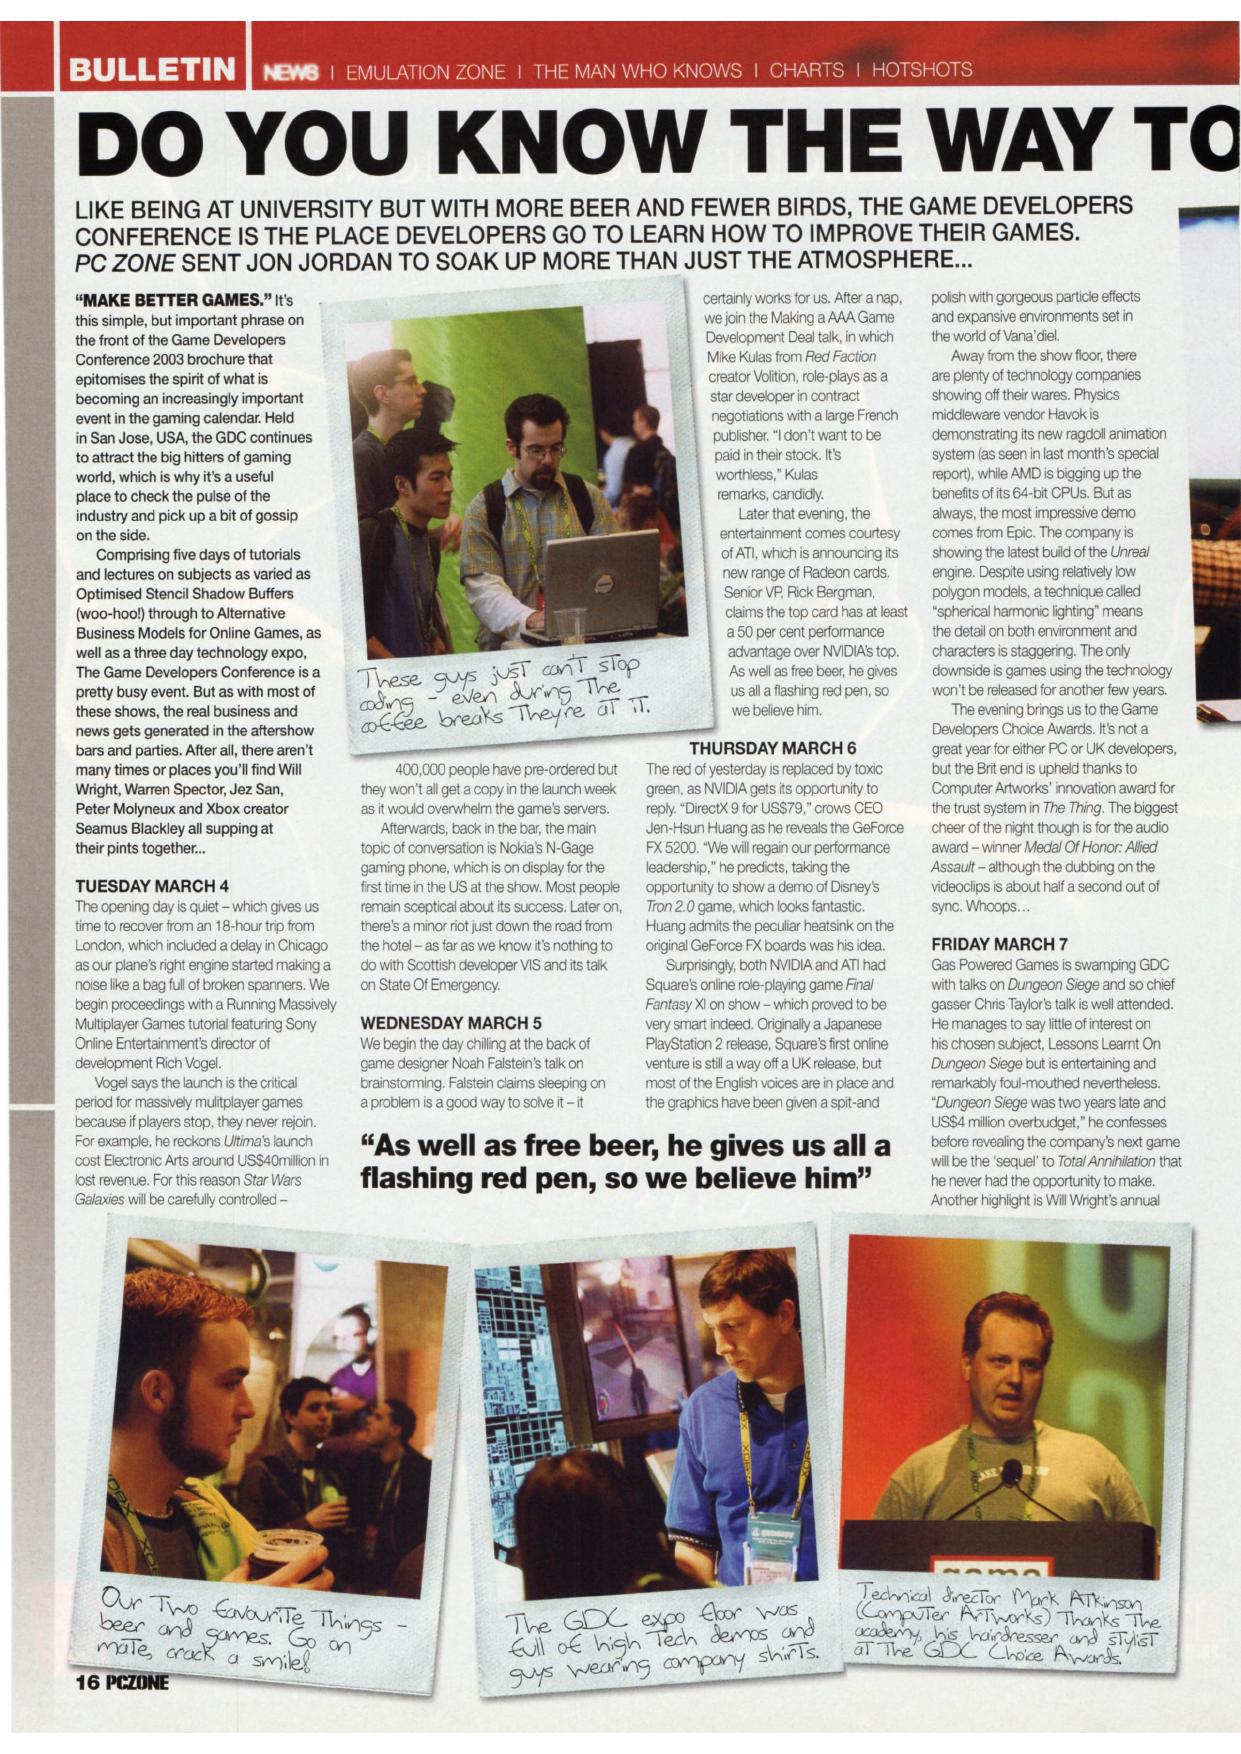 BULLETIN
NEWS | EMULATION ZONE | THE MAN WHO KNOWS | CHARTS | HOTSHOTS
DO YOU KNOW THE WAY TO
LIKE BEING AT UNIVERSITY BUT WITH MORE BEER AND FEWER BIRDS, THE GAME DEVELOPERS
CONFERENCE IS THE PLACE DEVELOPERS GO TO LEARN HOW TO IMPROVE THEIR GAMES.
PC ZONE SENT JON JORDAN TO SOAK UP MORE THAN JUST THE ATMOSPHERE...
“MAKE BETTER GAMES.” It's
this simple, but important phrase on
the front of the Game Developers
Conference 2003 brochure that
epitomises the spirit of what is
becoming an increasingly important
event in the gaming calendar. Held
in San Jose, USA, the GDC continues
to attract the big hitters of gaming
world, which is why it's a useful
place to check the pulse of the
industry and pick up a bit of gossip
on the side.
Comprising five days of tutorials
and lectures on subjects as varied as
Optimised Stencil Shadow Buffers
(woo-hoo!) through to Alternative
Business Models for Online Games, as
well as a three day technology expo,
The Game Developers Conference is a
pretty busy event. But as with most of
these shows, the real business and
news gets generated in the aftershow
bars and parties. After all, there aren't
many times or places you'll find Will
Wright, Warren Spector, Jez San,
Peter Molyneux and Xbox creator
Seamus Blackley all supping at
their pints together...
TUESDAY MARCH 4
The opening day is quiet – which gives us
time to recover from an 18-hour trip from
London, which included a delay in Chicago
as our plane's right engine started making a
noise like a bag full of broken spanners. We
begin proceedings with a Running Massively
Multiplayer Games tutorial featuring Sony
Online Entertainment's director of
development Rich Vogel.
Vogel says the launch is the critical
period for massively mulitplayer games
because if players stop, they never rejoin.
For example, he reckons Ultima's launch
cost Electronic Arts around US$40million in
lost revenue. For this reason Star Wars
Galaxies will be carefully controlled –
These guys just can't stop
coding – even during the
coffee breaks they're at it.
400,000 people have pre-ordered but
they won't all get a copy in the launch week
as it would overwhelm the game's servers.
Afterwards, back in the bar, the main
topic of conversation is Nokia's N-Gage
gaming phone, which is on display for the
first time in the US at the show. Most people
remain sceptical about its success. Later on,
there's a minor riot just down the road from
the hotel – as far as we know it's nothing to
do with Scottish developer VIS and its talk
on State Of Emergency.
WEDNESDAY MARCH 5
We begin the day chilling at the back of
game designer Noah Falstein's talk on
brainstorming. Falstein claims sleeping on
a problem is a good way to solve it – it
certainly works for us. After a nap,
we join the Making a AAA Game
Development Deal talk, in which
Mike Kulas from Red Faction
creator Volition, role-plays as a
star developer in contract
negotiations with a large French
publisher. “I don't want to be
paid in their stock. It's
worthless,” Kulas
remarks, candidly.
Later that evening, the
entertainment comes courtesy
of ATI, which is announcing its
new range of Radeon cards.
Senior VP, Rick Bergman,
claims the top card has at least
a 50 per cent performance
advantage over NVIDIA's top.
As well as free beer, he gives
us all a flashing red pen, so
we believe him.
THURSDAY MARCH 6
The red of yesterday is replaced by toxic
green, as NVIDIA gets its opportunity to
reply. “DirectX 9 for US$79,” crows CEO
Jen-Hsun Huang as he reveals the GeForce
FX 5200. “We will regain our performance
leadership,” he predicts, taking the
opportunity to show a demo of Disney's
Tron 2.0 game, which looks fantastic.
Huang admits the peculiar heatsink on the
original GeForce FX boards was his idea.
Surprisingly, both NVIDIA and ATI had
Square's online role-playing game Final
Fantasy XI on show – which proved to be
very smart indeed. Originally a Japanese
PlayStation 2 release, Square's first online
venture is still a way off a UK release, but
most of the English voices are in place and
the graphics have been given a spit-and-
“As well as free beer, he gives us all a
flashing red pen, so we believe him”
polish with gorgeous particle effects
and expansive environments set in
the world of Vana'diel.
Away from the show floor, there
are plenty of technology companies
showing off their wares. Physics
middleware vendor Havok is
demonstrating its new ragdoll animation
system (as seen in last month's special
report), while AMD is bigging up the
benefits of its 64-bit CPUs. But as
always, the most impressive demo
comes from Epic. The company is
showing the latest build of the Unreal
engine. Despite using relatively low
polygon models, a technique called
“spherical harmonic lighting” means
the detail on both environment and
characters is staggering. The only
downside is games using the technology
won't be released for another few years.
The evening brings us to the Game
Developers Choice Awards. It's not a
great year for either PC or UK developers,
but the Brit end is upheld thanks to
Computer Artworks' innovation award for
the trust system in The Thing. The biggest
cheer of the night though is for the audio
award – winner Medal Of Honor: Allied
Assault – although the dubbing on the
videoclips is about half a second out of
sync. Whoops...
FRIDAY MARCH 7
Gas Powered Games is swamping GDC
with talks on Dungeon Siege and so chief
gasser Chris Taylor's talk is well attended.
He manages to say little of interest on
his chosen subject, Lessons Learnt On
Dungeon Siege but is entertaining and
remarkably foul-mouthed nevertheless.
“Dungeon Siege was two years late and
US$4 million overbudget,” he confesses
before revealing the company's next game
will be the 'sequel' to Total Annihilation that
he never had the opportunity to make.
Another highlight is Will Wright's annual
Our two favourite things –
beer and games. Go on
mate, crack a smile!
XBOX
The GDC expo floor was
full of high tech demos and
guys wearing company shirts.
game
Technical director Mark Atkinson
(Computer Artworks) thanks the
academy, his hairdresser and stylist
at the GDC Choice Awards.
16 PCZONE